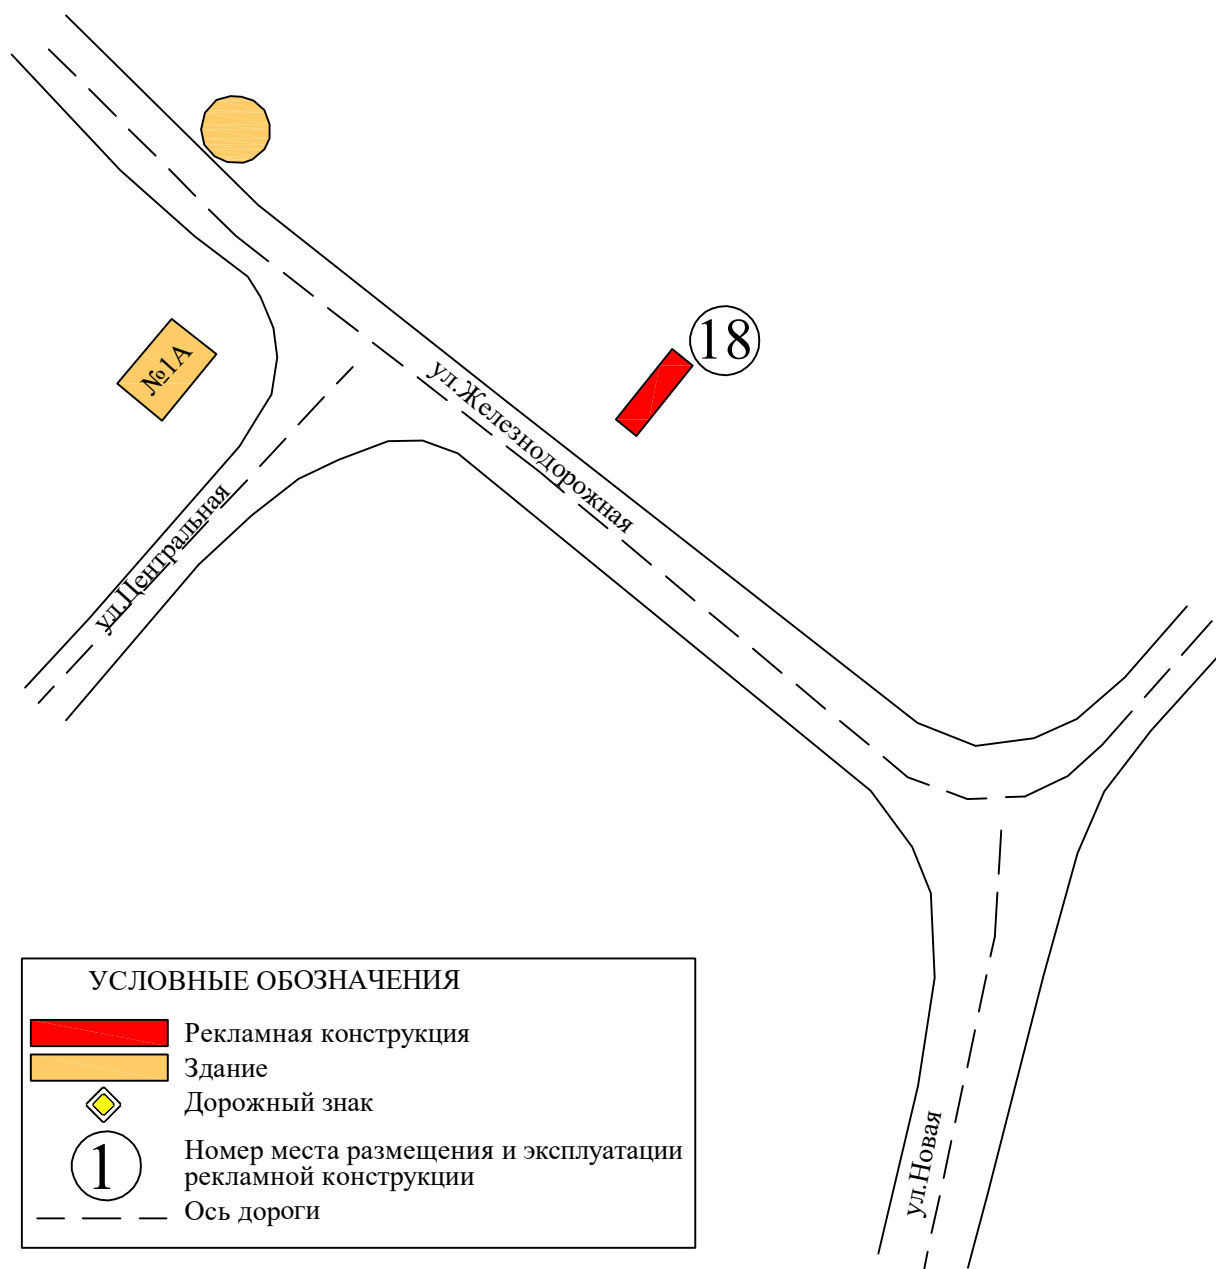 18
№1А
ул.Железнодорожная
ул.Центральная
УСЛОВНЫЕ ОБОЗНАЧЕНИЯ
Рекламная конструкция
Здание
Дорожный знак
1
Номер места размещения и эксплуатации
рекламной конструкции
Ось дороги
ул.Новая